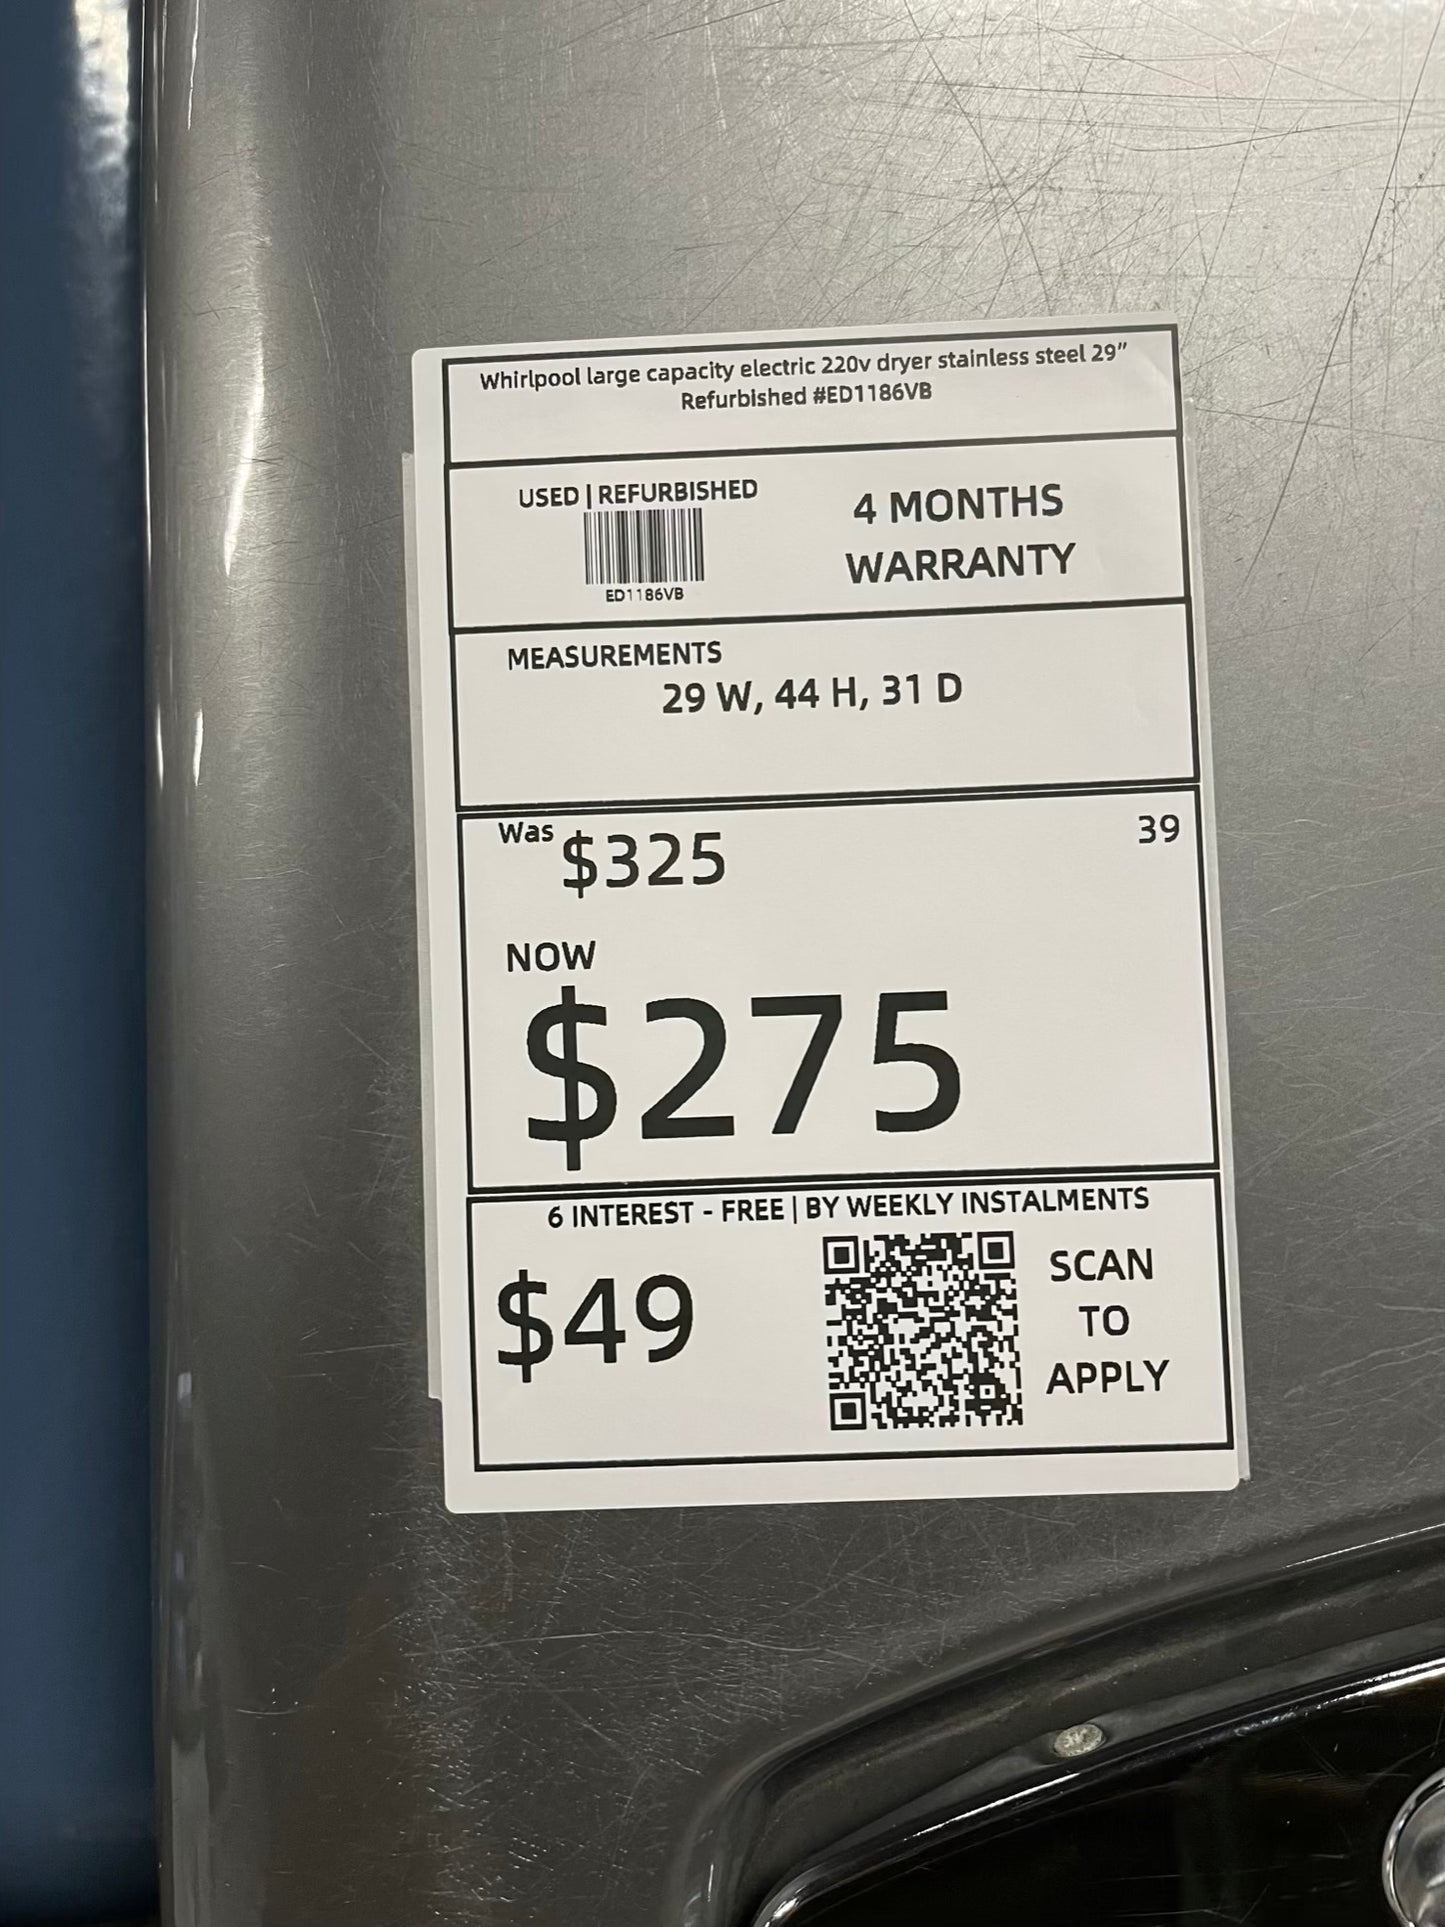 Whirlpool large capacity electric 220v dryer stainless steel 29”
Refurbished #ED1186VB
USED | REFURBISHED
ED1186VB
4 MONTHS
WARRANTY
MEASUREMENTS
29 W, 44 H, 31 D
Was $325
39
NOW
$275
6 INTEREST - FREE | BY WEEKLY INSTALMENTS
$49
SCAN
TO
APPLY